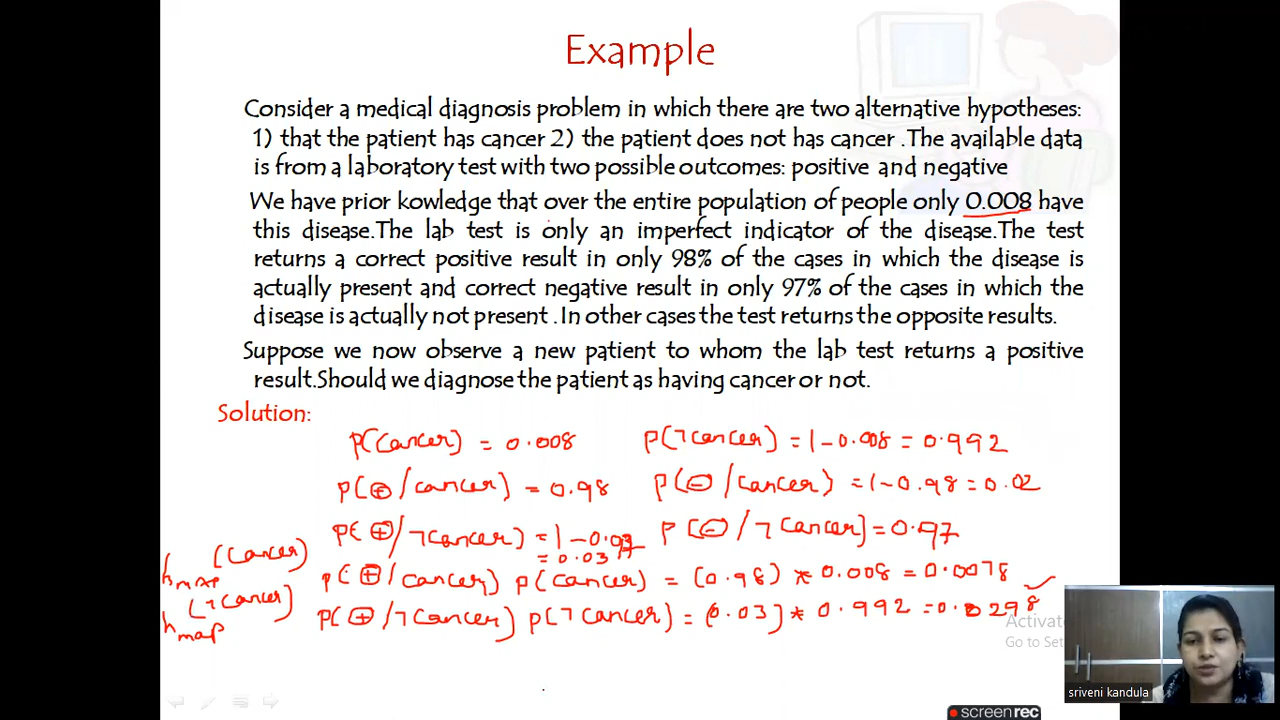 Example
Consider a medical diagnosis problem in which there are two alternative hypotheses:
1) that the patient has cancer 2) the patient does not has cancer .The available data
is from a laboratory test with two possible outcomes: positive and negative
We have prior kowledge that over the entire population of people only 0.008 have
this disease.The lab test is only an imperfect indicator of the disease.The test
returns a correct positive result in only 98% of the cases in which the disease is
actually present and correct negative result in only 97% of the cases in which the
disease is actually not present . In other cases the test returns the opposite results.
Suppose we now observe a new patient to whom the lab test returns a positive
result.Should we diagnose the patient as having cancer or not.
Solution:
P(cancer) = 0.008 P(¬cancer) = 1-0.008 = 0.992
P(⊕/cancer) = 0.98 P(⊖/cancer) = 1-0.98 = 0.02
P(⊕/¬cancer) = 1-0. P(⊖/¬cancer) = 0.97
= 0.03
h MAP (cancer) P(⊕/cancer) P(cancer) = (0.98) * 0.008 = 0.0078
h map (¬cancer) P(⊕/¬cancer) P(¬cancer) = (0.03) * 0.992 = 0.0298
Activate
Go to Set
sriveni kandula
screenrec